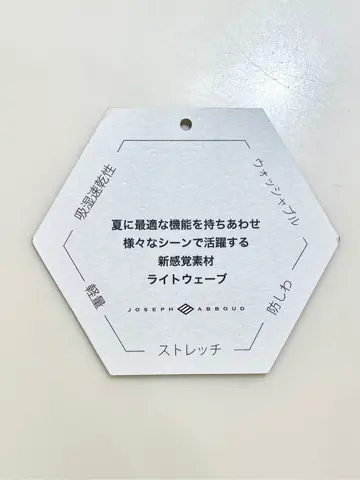 吸湿速乾性
ウォッシャブル
夏に最適な機能を持ちあわせ
様々なシーンで活躍する
新感覚素材
ライトウェーブ
JOSEPH ABBOUD
軽量
防しわ
ストレッチ